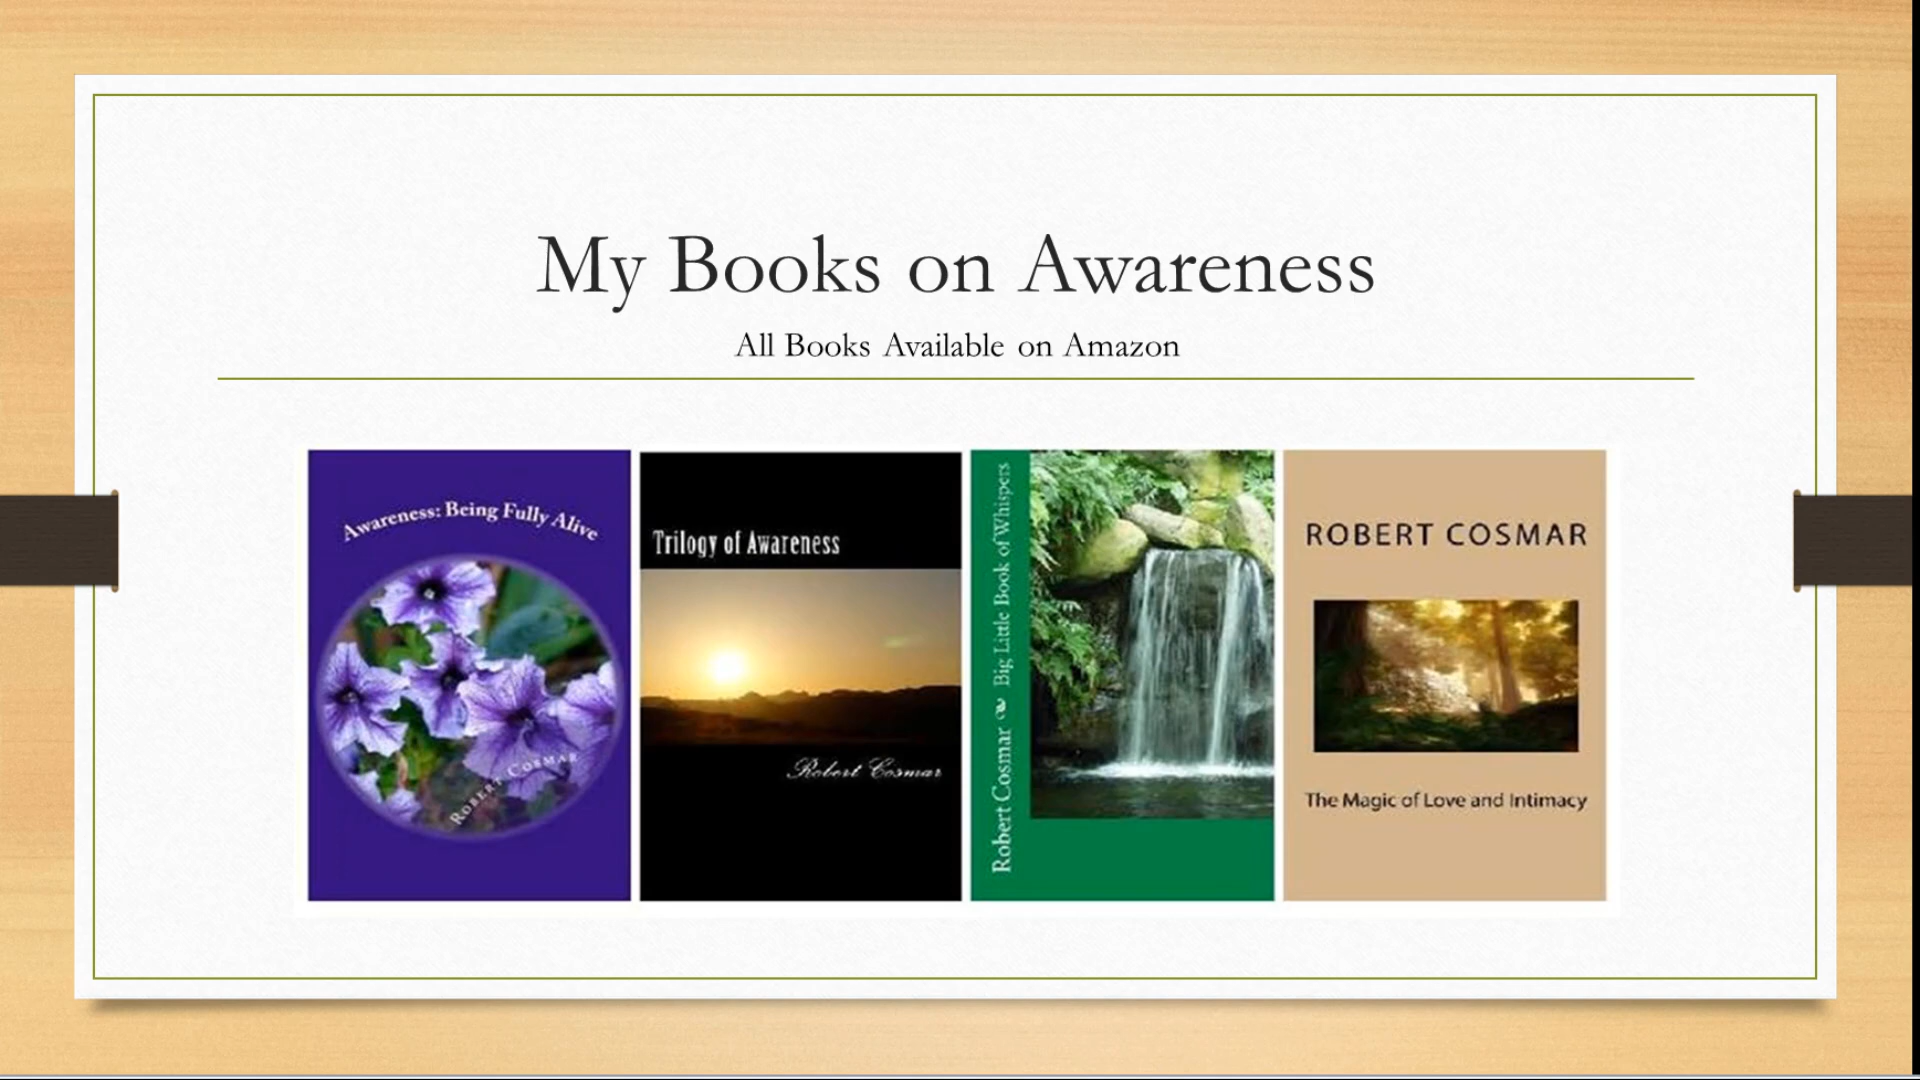 My Books on Awareness
All Books Available on Amazon
Awareness: Being Fully Alive
ROBERT COSMAR
Trilogy of Awareness
Robert Cosmar
Robert Cosmar Big Little Book of Whispers
ROBERT COSMAR
The Magic of Love and Intimacy